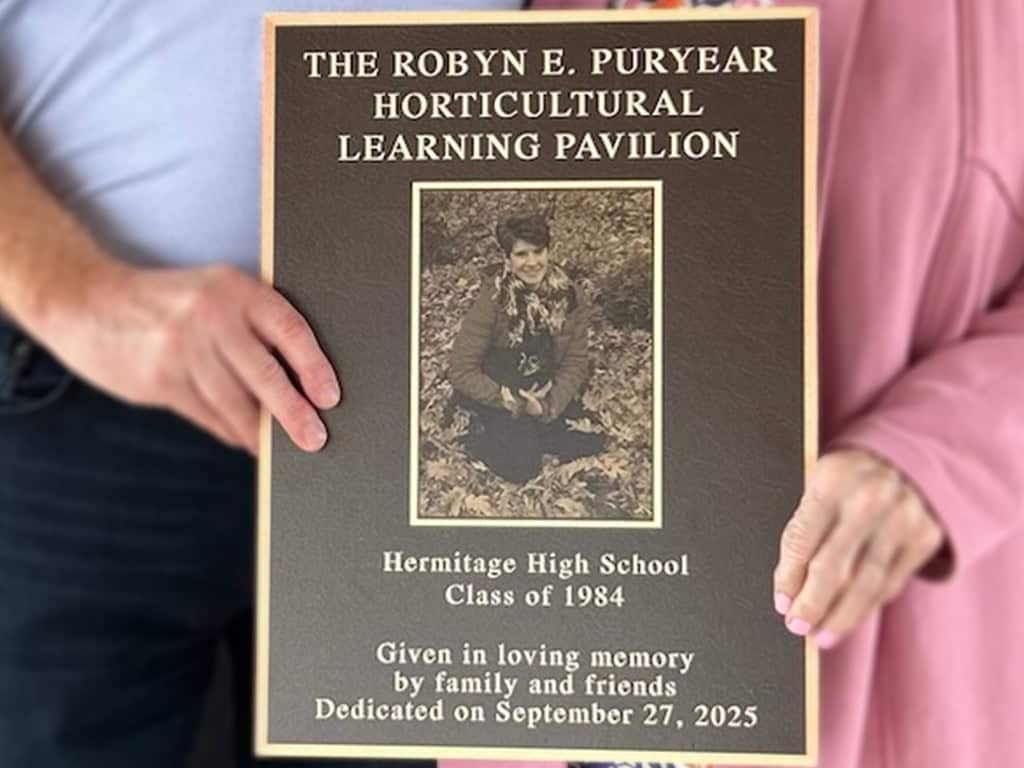 THE ROBYN E. PURYEAR
HORTICULTURAL
LEARNING PAVILION
Hermitage High School
Class of 1984
Given in loving memory
by family and friends
Dedicated on September 27, 2025